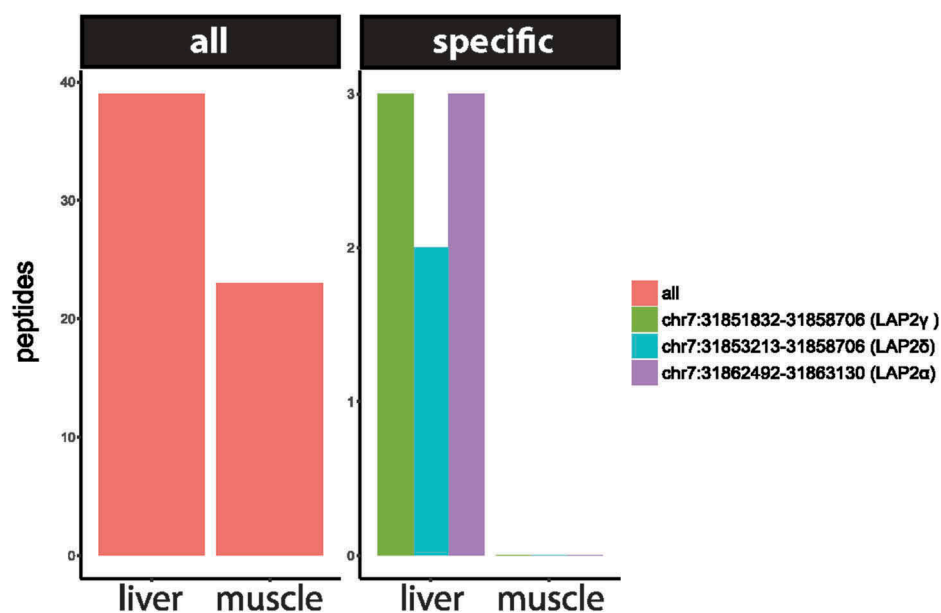 all
specific
peptides
40
30
20
10
0
3
2
1
0
liver
muscle
liver
muscle
all
chr7:31851832-31858706 (LAP2γ )
chr7:31853213-31858706 (LAP2δ)
chr7:31862492-31863130 (LAP2α)